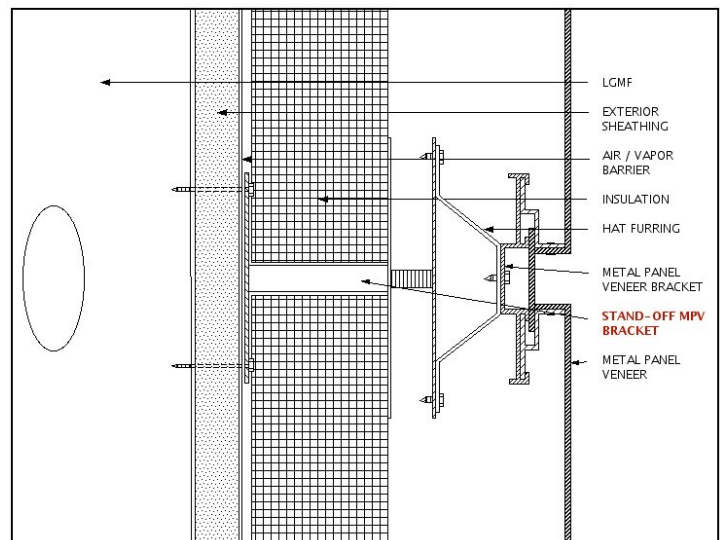 LGMF
EXTERIOR
SHEATHING
AIR / VAPOR
BARRIER
INSULATION
HAT FURRING
METAL PANEL
VENEER BRACKET
STAND-OFF MPV
BRACKET
METAL PANEL
VENEER